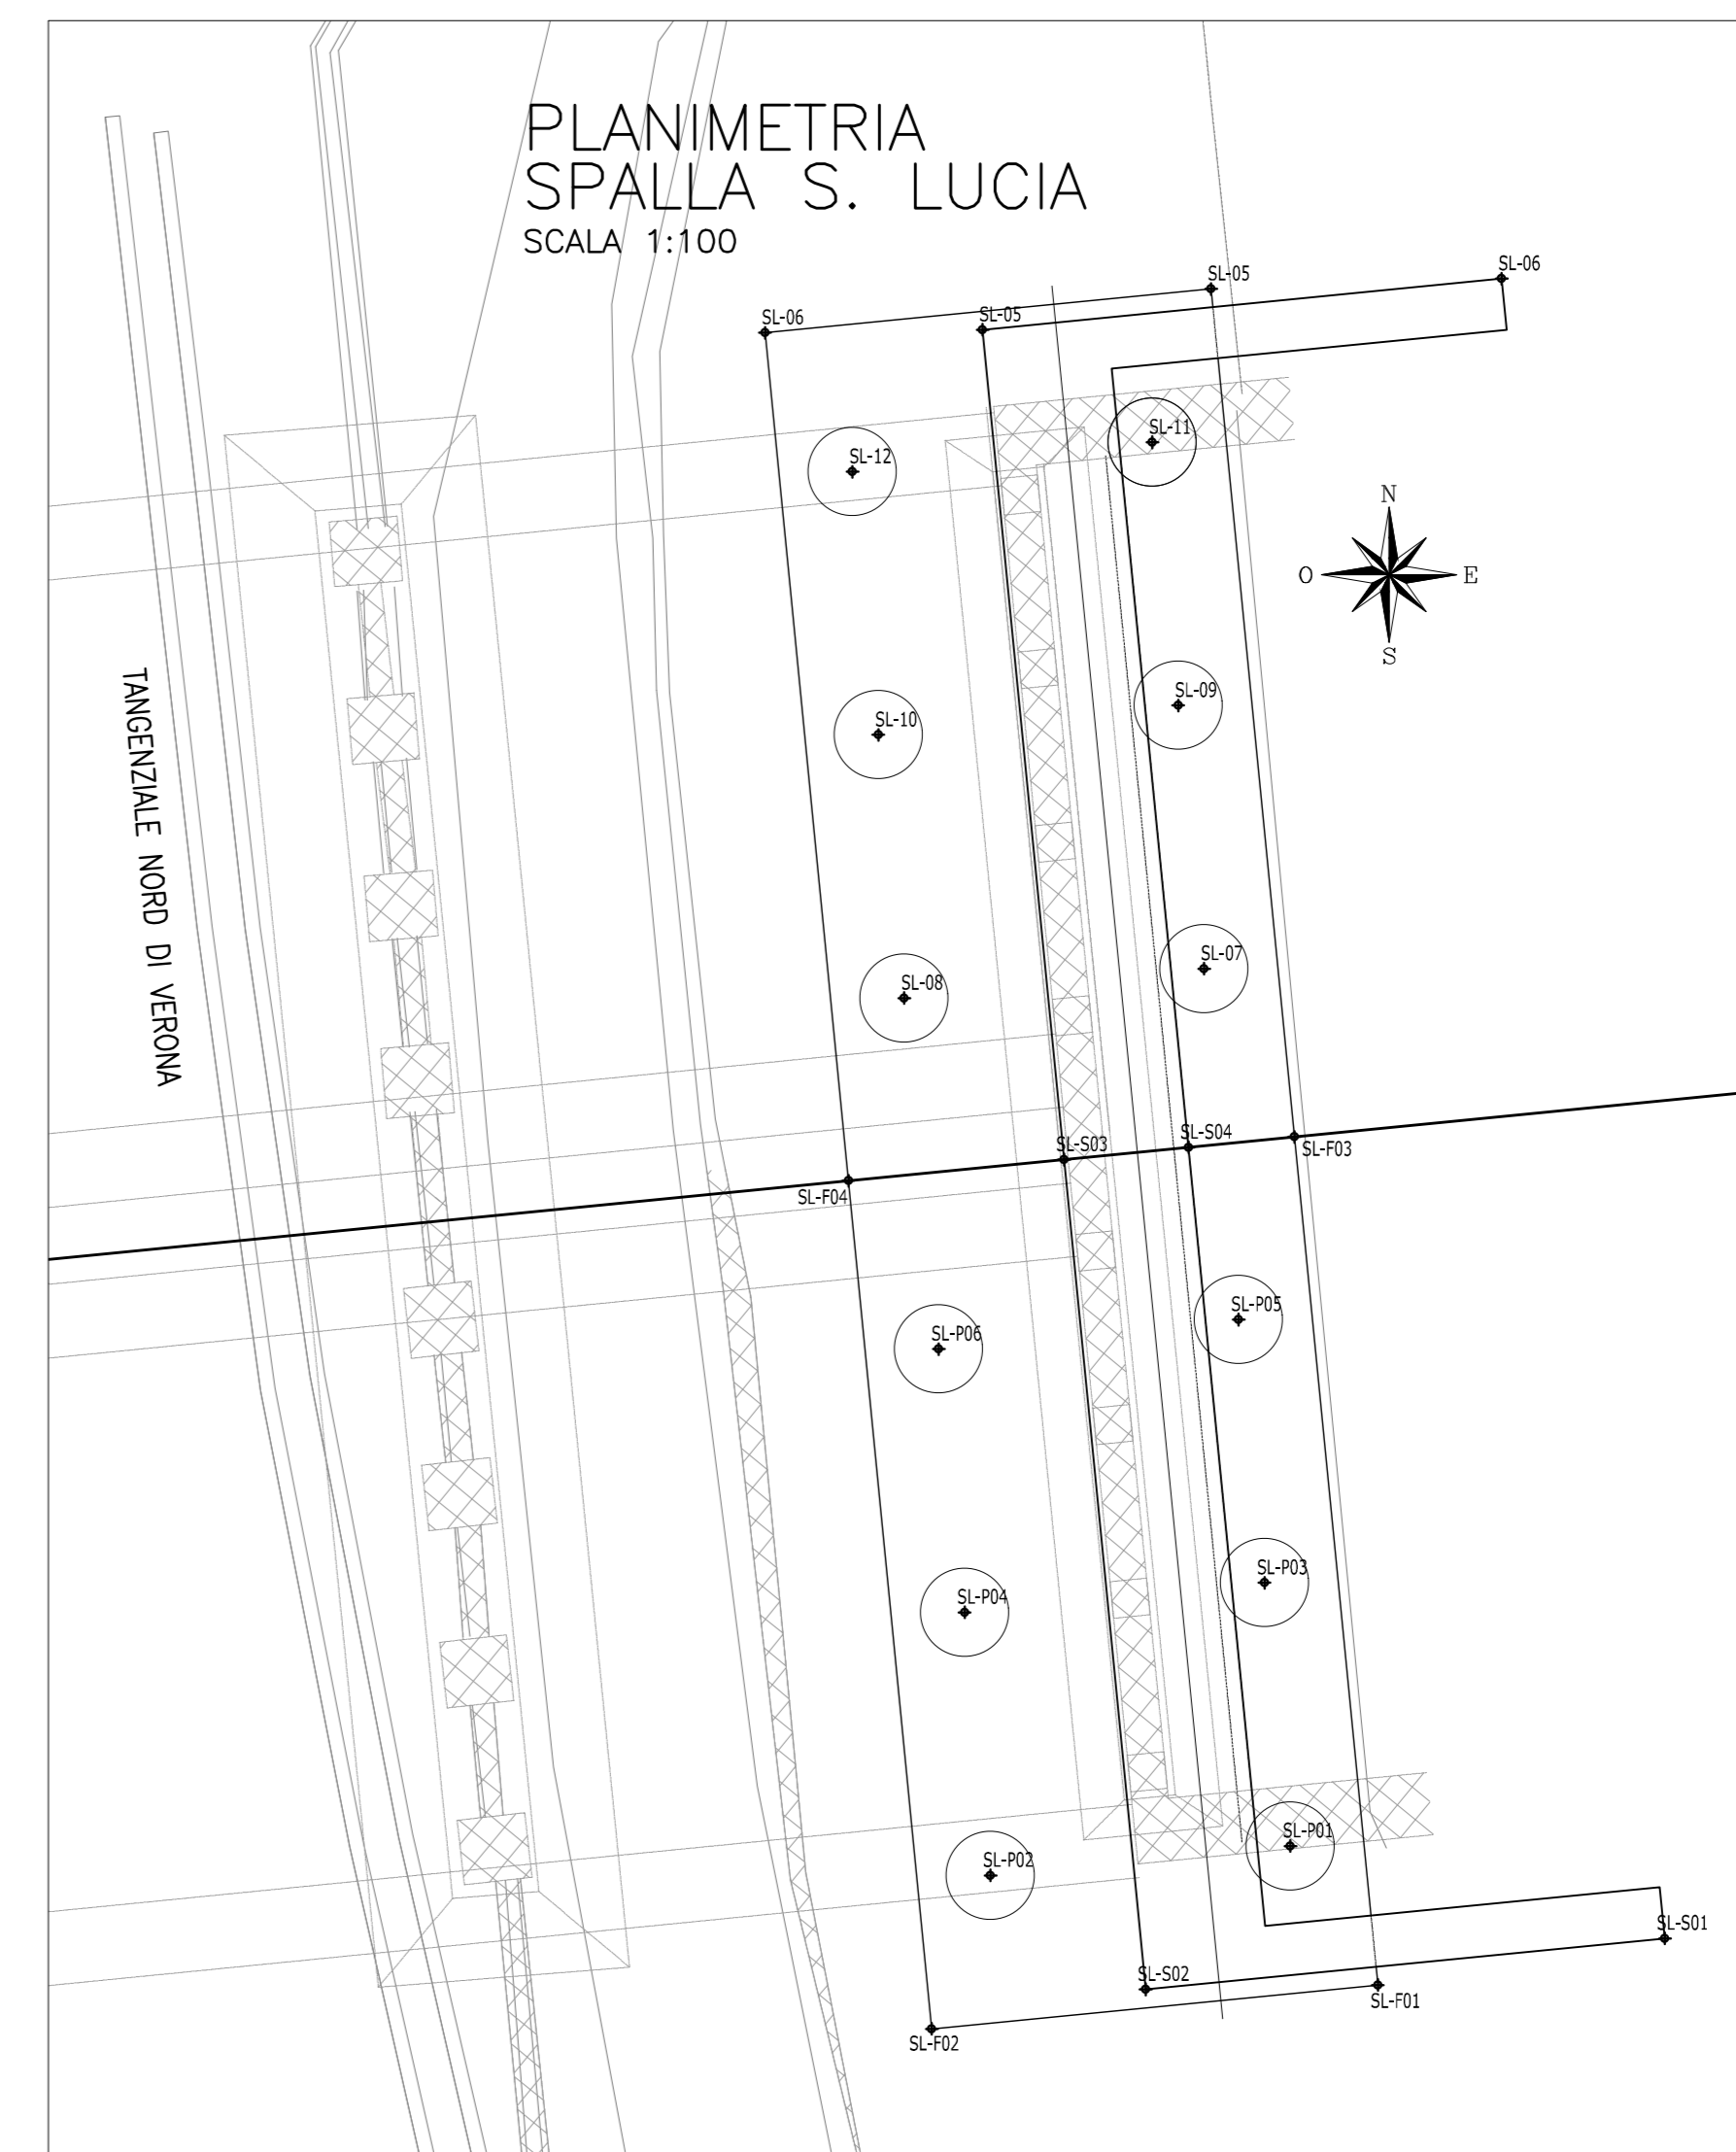 PLANIMETRIA
SPALLA S. LUCIA
SCALA 1:100
SL-06
SL-05
SL-05
SL-06
SL-12
SL-11
N
O
E
S
SL-10
SL-09
SL-08
SL-07
TANGENZIALE NORD DI VERONA
SL-S03
SL-S04
SL-F03
SL-F04
SL-P06
SL-P05
SL-P04
SL-P03
SL-P02
SL-P01
SL-S01
SL-S02
SL-F01
SL-F02